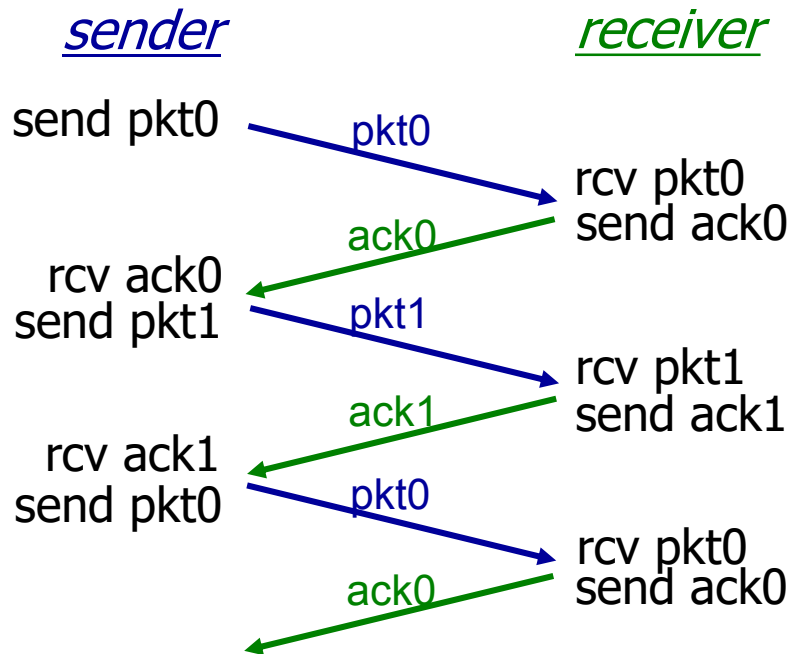 sender
receiver
send pkt0
pkt0
rcv pkt0
send ack0
ack0
rcv ack0
send pkt1
pkt1
rcv pkt1
send ack1
ack1
rcv ack1
send pkt0
pkt0
rcv pkt0
send ack0
ack0